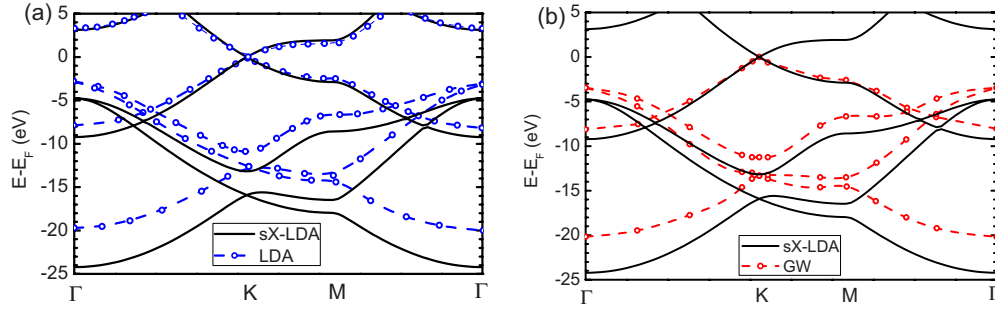 (a)
5
0
-5
-10
-15
-20
-25
E-E_F (eV)
sX-LDA
LDA
Γ K M Γ
(b)
5
0
-5
-10
-15
-20
-25
E-E_F (eV)
sX-LDA
GW
Γ K M Γ